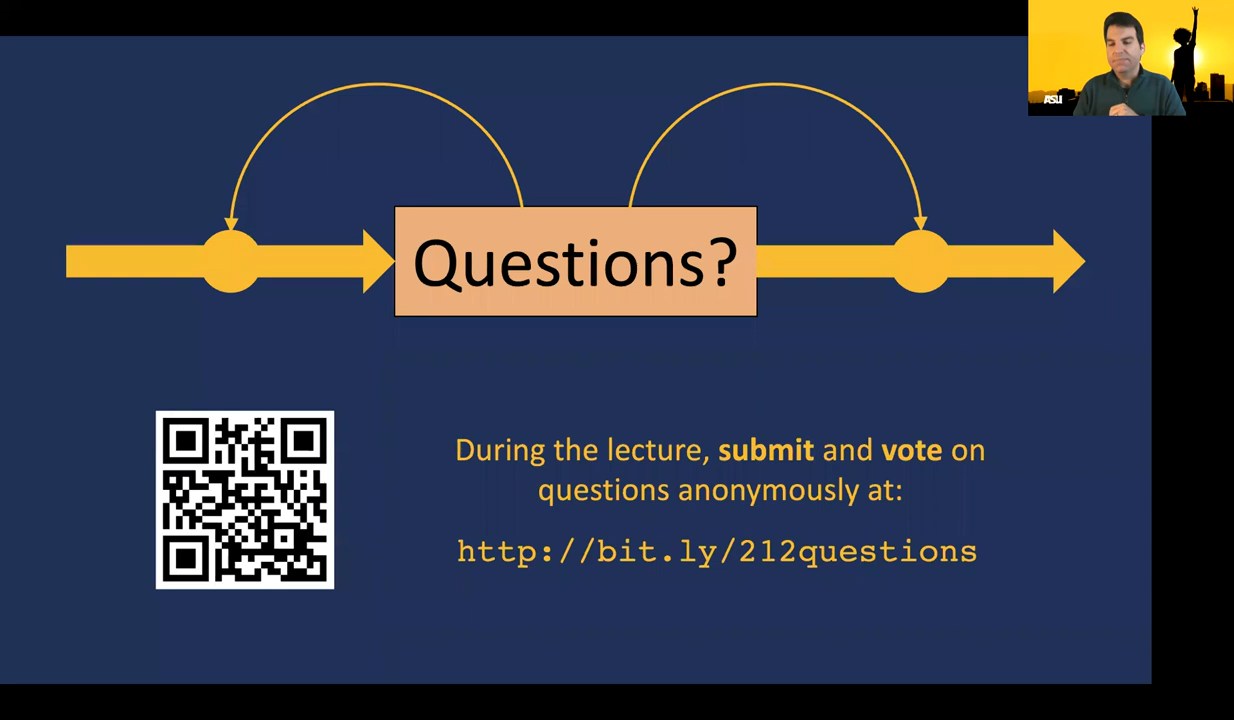 ASU
Questions?
During the lecture, submit and vote on
questions anonymously at:
http://bit.ly/212questions